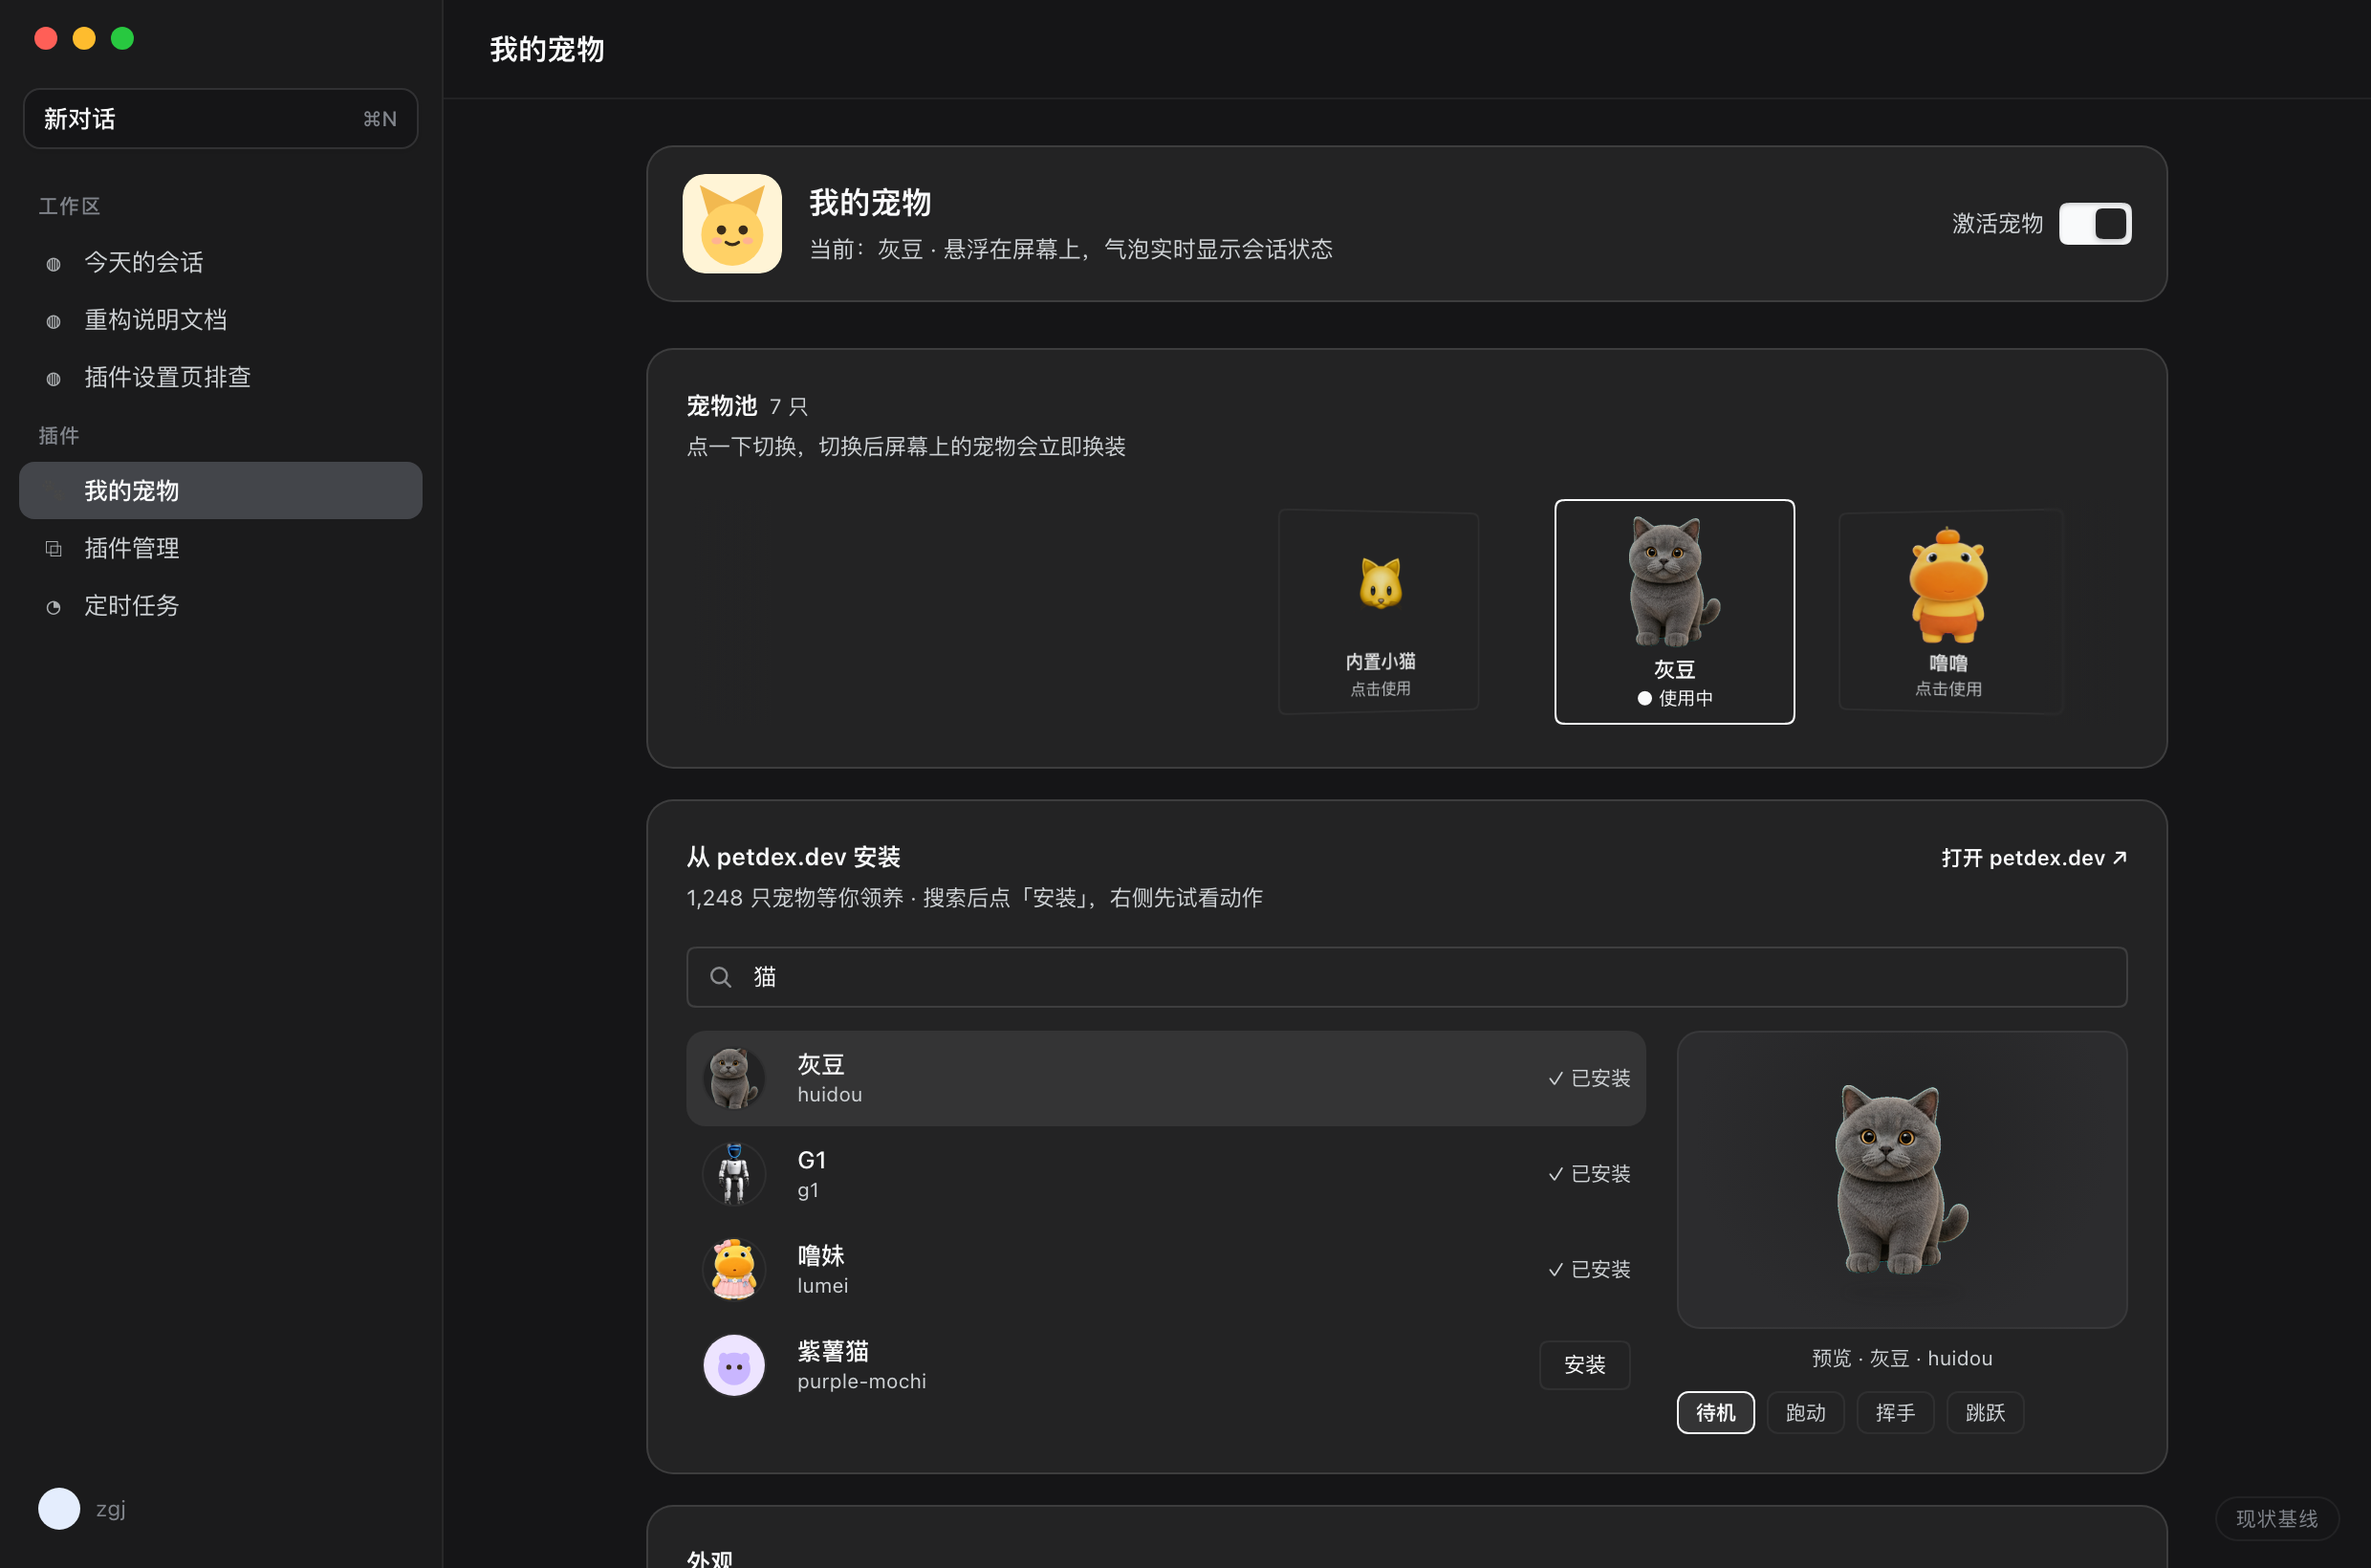 新对话 ⌘N
工作区
今天的会话
重构说明文档
插件设置页排查
插件
我的宠物
插件管理
定时任务
zgj
我的宠物
我的宠物
当前：灰豆 · 悬浮在屏幕上，气泡实时显示会话状态
激活宠物
宠物池 7 只
点一下切换，切换后屏幕上的宠物会立即换装
内置小猫
点击使用
灰豆
使用中
噜噜
点击使用
从 petdex.dev 安装
打开 petdex.dev ↗
1,248 只宠物等你领养 · 搜索后点「安装」，右侧先试看动作
猫
灰豆
huidou
✓ 已安装
G1
g1
✓ 已安装
噜妹
lumei
✓ 已安装
紫薯猫
purple-mochi
安装
预览 · 灰豆 · huidou
待机 跑动 挥手 跳跃
外观
现状基线